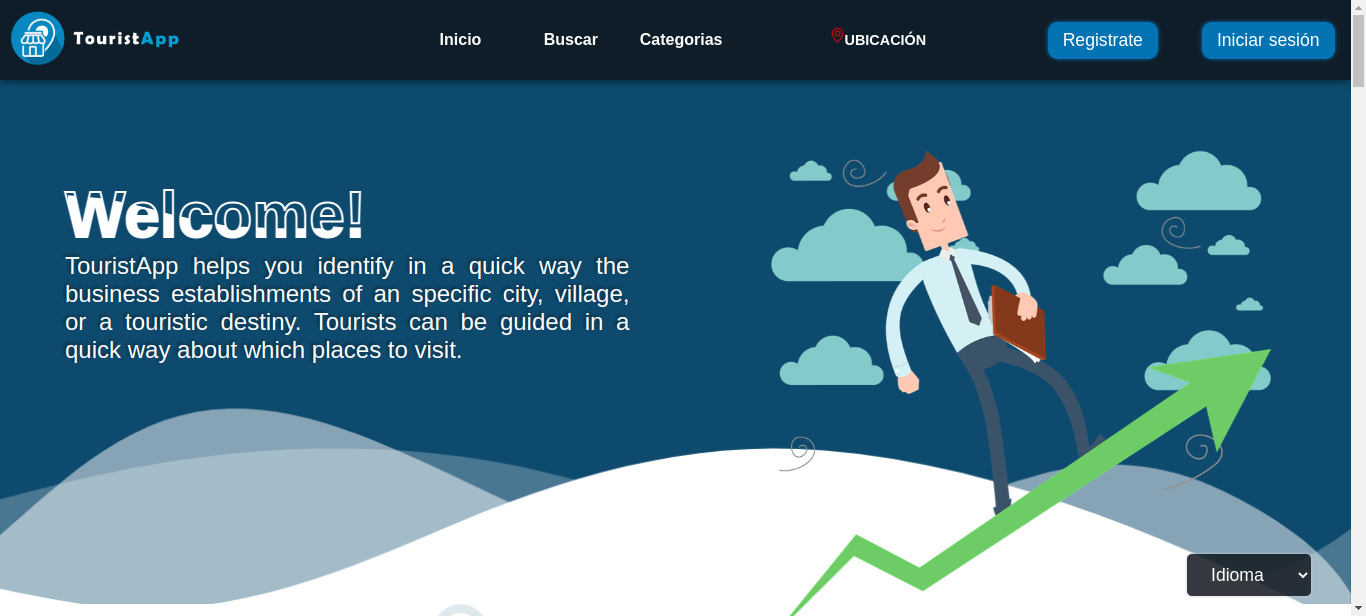 TouristApp
Inicio
Buscar
Categorias
UBICACIÓN
Registrate
Iniciar sesión
Welcome!
TouristApp helps you identify in a quick way the
business establishments of an specific city, village,
or a touristic destiny. Tourists can be guided in a
quick way about which places to visit.
Idioma